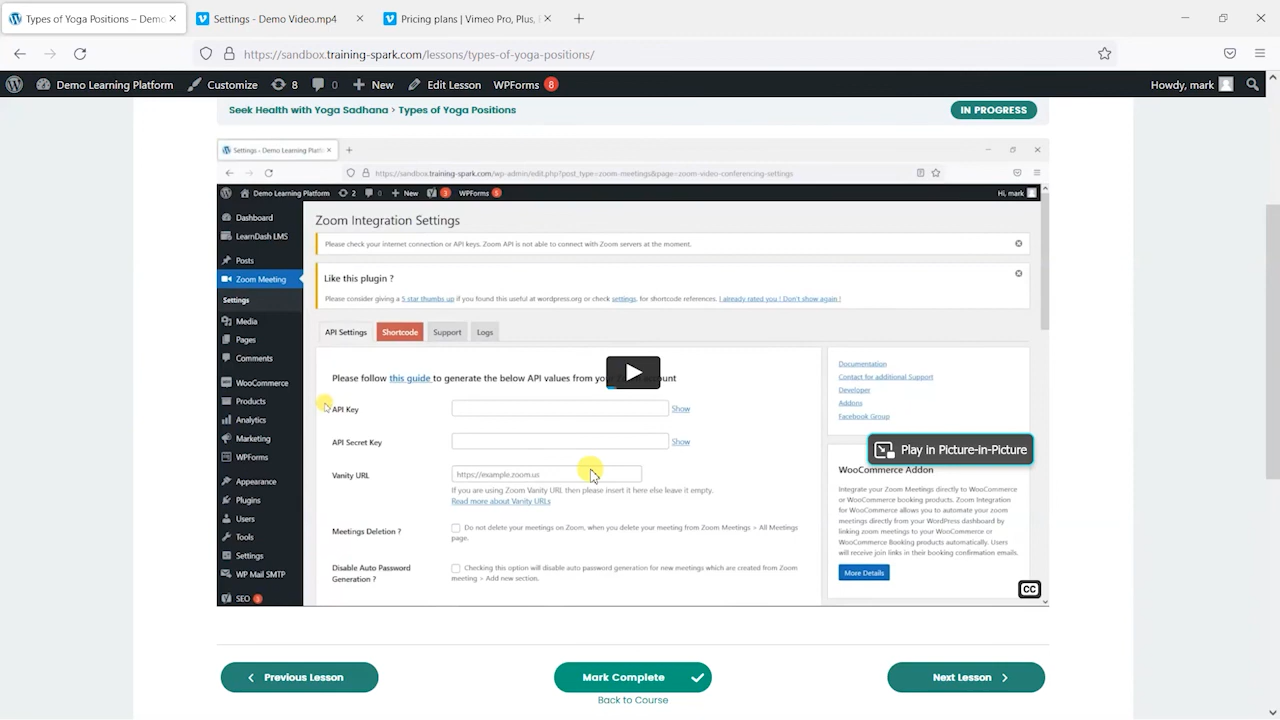 Types of Yoga Positions – Demo
Settings - Demo Video.mp4
Pricing plans | Vimeo Pro, Plus,
https://sandbox.training-spark.com/lessons/types-of-yoga-positions/
Demo Learning Platform
Customize
8
0
New
Edit Lesson
WPForms 8
Howdy, mark
Seek Health with Yoga Sadhana > Types of Yoga Positions
IN PROGRESS
Settings - Demo Learning Platf
https://sandbox.training-spark.com/wp-admin/edit.php?post_type=zoom-meetings&page=zoom-video-conferencing-settings
Demo Learning Platform
2
0
New
3
WPForms 5
Hi, mark
Dashboard
LearnDash LMS
Posts
Zoom Meeting
Settings
Media
Pages
Comments
WooCommerce
Products
Analytics
Marketing
WPForms
Appearance
Plugins
Users
Tools
Settings
WP Mail SMTP
SEO
Zoom Integration Settings
Please check your internet connection or API keys. Zoom API is not able to connect with Zoom servers at the moment.
Like this plugin ?
Please consider giving a 5 star thumbs up if you found this useful at wordpress.org or check settings. for shortcode references. I already rated you ! Don't show again !
API Settings
Shortcode
Support
Logs
Please follow this guide to generate the below API values from you account
API Key
Show
API Secret Key
Show
Vanity URL
https://example.zoom.us
If you are using Zoom Vanity URL then please insert it here else leave it empty.
Read more about Vanity URLs
Meetings Deletion ?
Do not delete your meetings on Zoom, when you delete your meeting from Zoom Meetings > All Meetings
page.
Disable Auto Password
Generation ?
Checking this option will disable auto password generation for new meetings which are created from Zoom
meeting > Add new section.
Documentation
Contact for additional Support
Developer
Addons
Facebook Group
Play in Picture-in-Picture
WooCommerce Addon
Integrate your Zoom Meetings directly to WooCommerce
or WooCommerce booking products. Zoom Integration
for WooCommerce allows you to automate your zoom
meetings directly from your WordPress dashboard by
linking zoom meetings to your WooCommerce or
WooCommerce Booking products automatically. Users
will receive join links in their booking confirmation emails.
More Details
CC
Previous Lesson
Mark Complete
Next Lesson
Back to Course